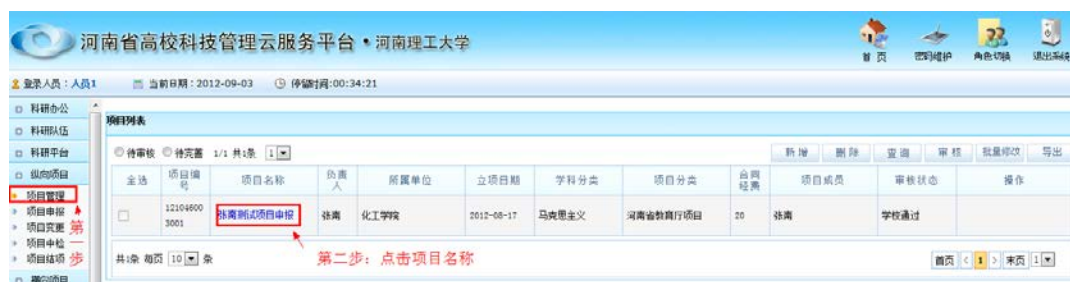 河南省高校科技管理云服务平台·河南理工大学
首 页 密码维护 角色切换 退出系统
登录人员：人员1 当前日期：2012-09-03 停留时间:00:34:21
科研办公
科研队伍
科研平台
纵向项目
项目管理
项目申报
项目变更
项目中检
项目结项
横向项目
第一步
项目列表
待审核 待完善 1/1 共1条 1
新 增 删 除 查 询 审 核 批量修改 导出
全选 项目编号 项目名称 负责人 所属单位 立项日期 学科分类 项目分类 合同经费 项目成员 审核状态 操作
121046003001 张南测试项目申报 张南 化工学院 2012-08-17 马克思主义 河南省教育厅项目 20 张南 学校通过
共1条 每页 10 条
第二步：点击项目名称
首页 < 1 > 末页 1